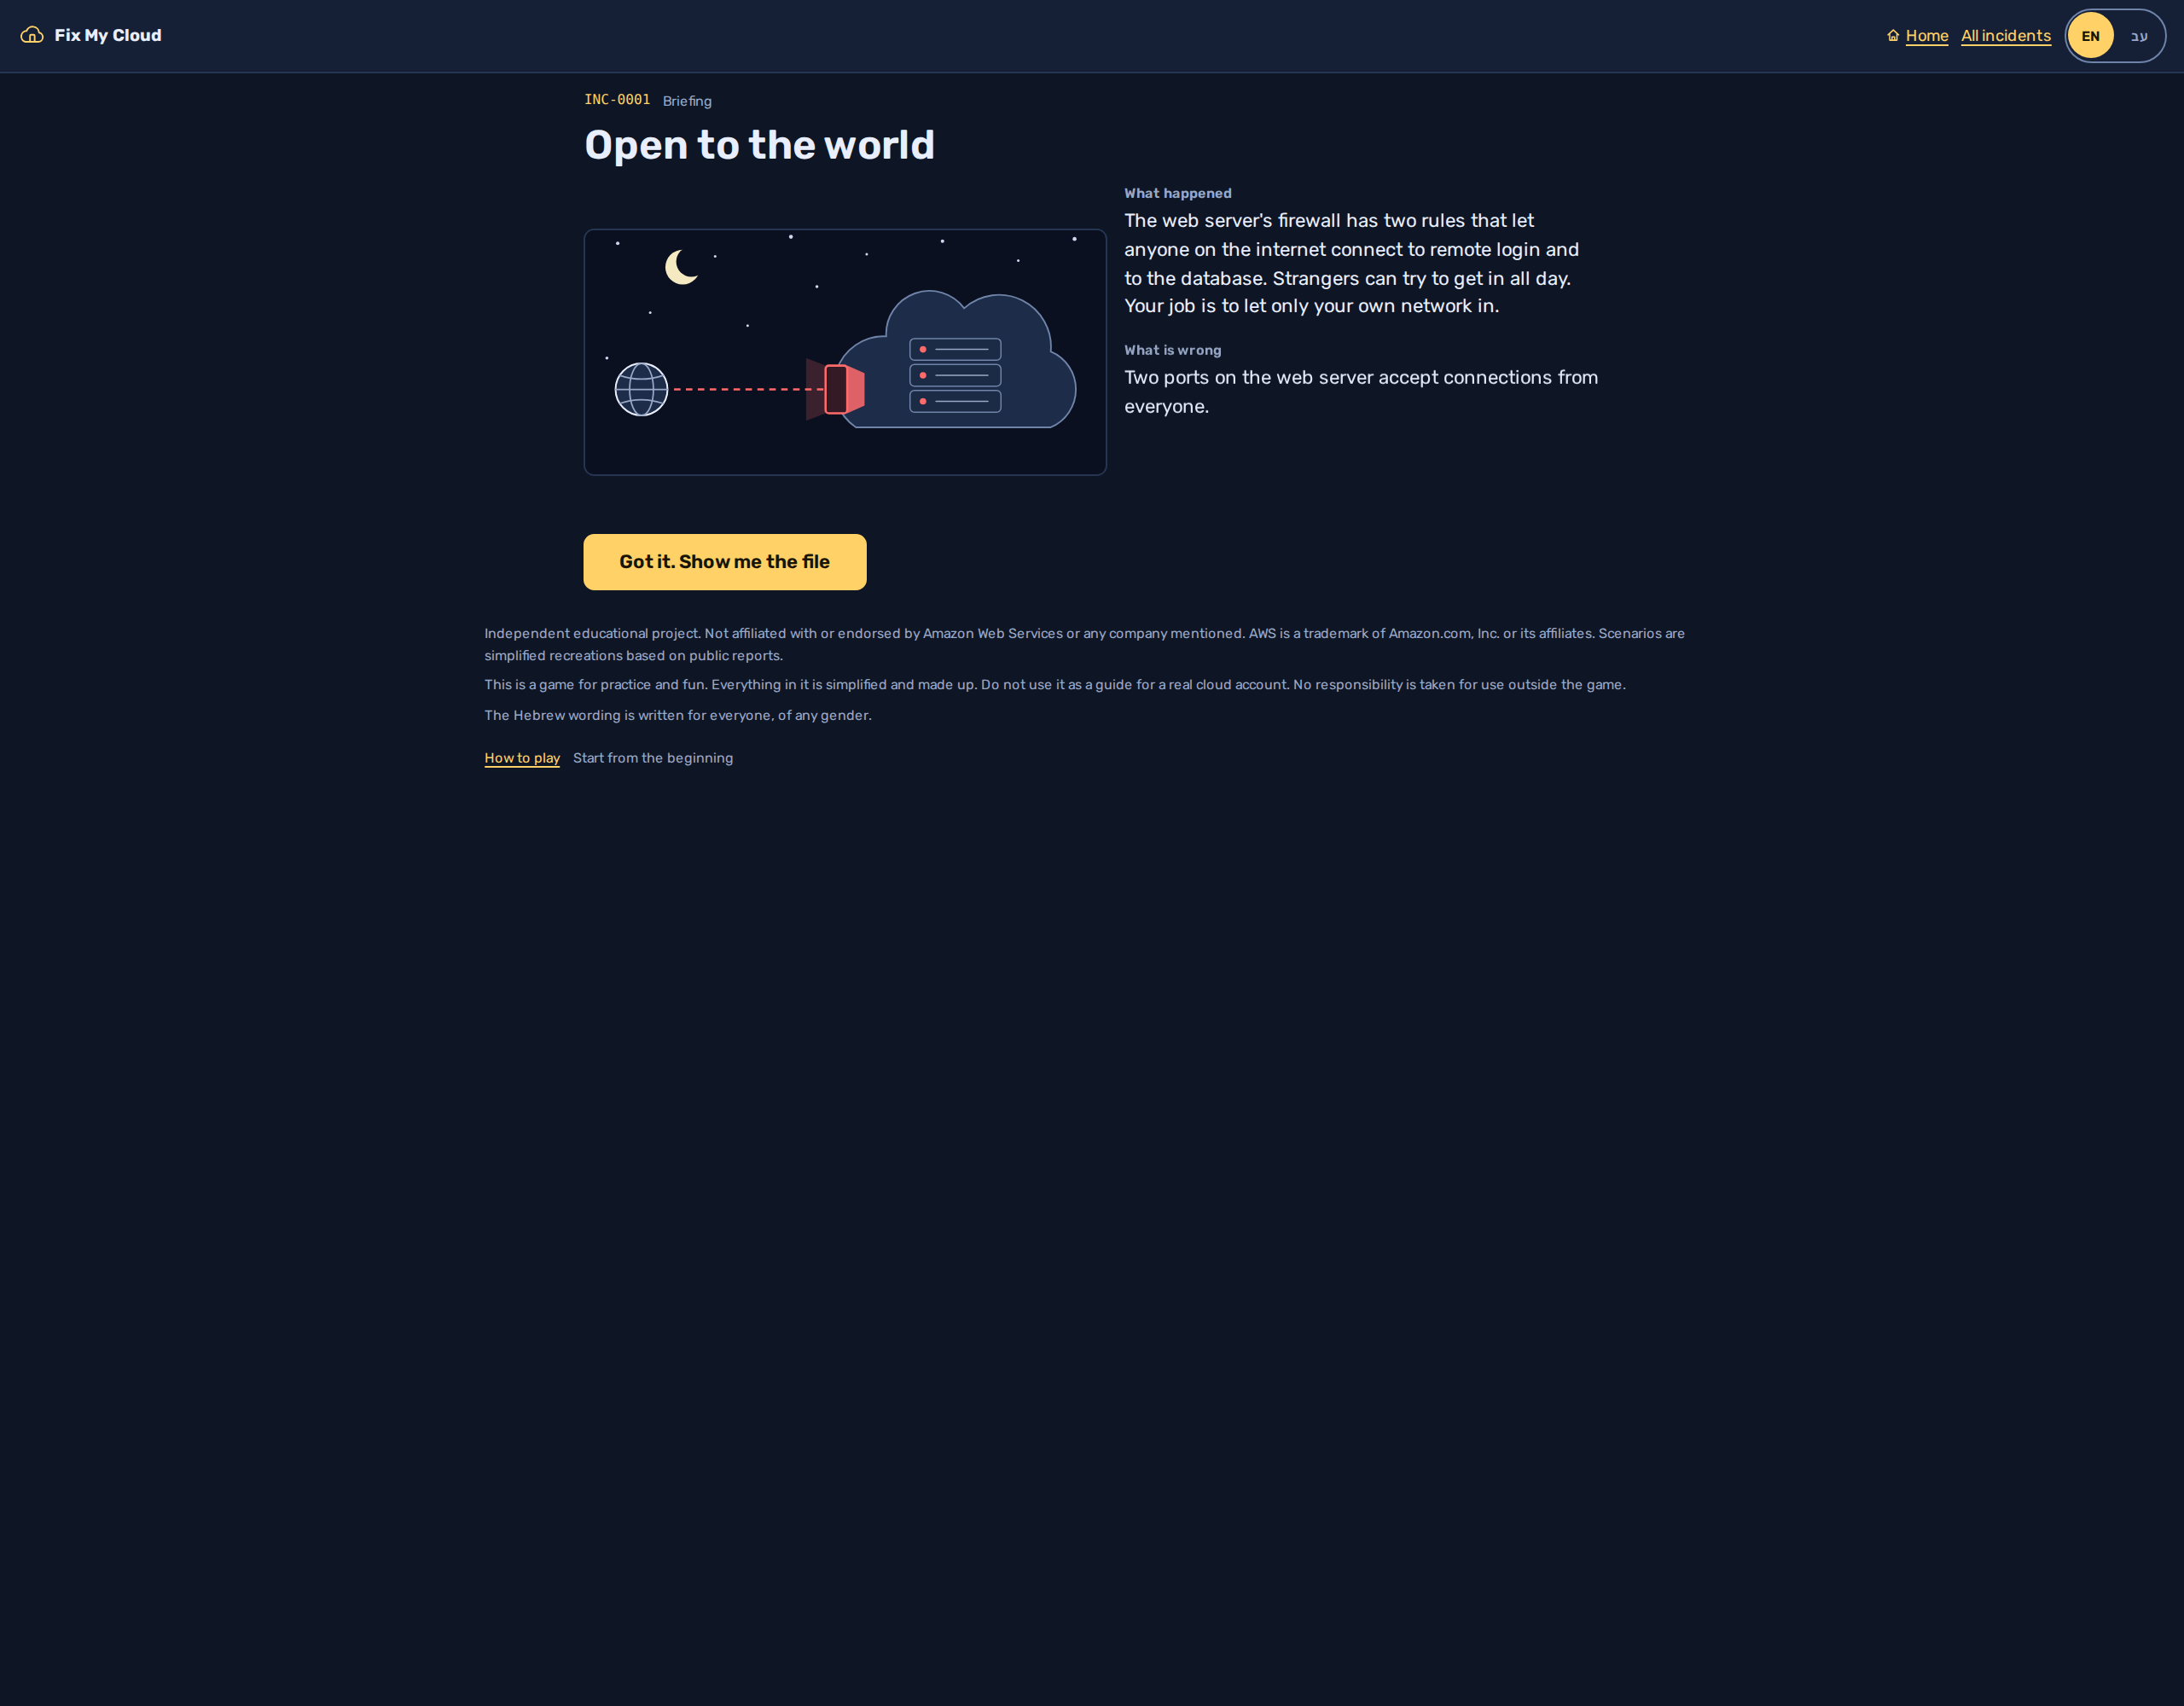 Fix My Cloud
Home All incidents EN עב
INC-0001 Briefing
Open to the world
What happened
The web server's firewall has two rules that let
anyone on the internet connect to remote login and
to the database. Strangers can try to get in all day.
Your job is to let only your own network in.
What is wrong
Two ports on the web server accept connections from
everyone.
Got it. Show me the file
Independent educational project. Not affiliated with or endorsed by Amazon Web Services or any company mentioned. AWS is a trademark of Amazon.com, Inc. or its affiliates. Scenarios are
simplified recreations based on public reports.
This is a game for practice and fun. Everything in it is simplified and made up. Do not use it as a guide for a real cloud account. No responsibility is taken for use outside the game.
The Hebrew wording is written for everyone, of any gender.
How to play Start from the beginning